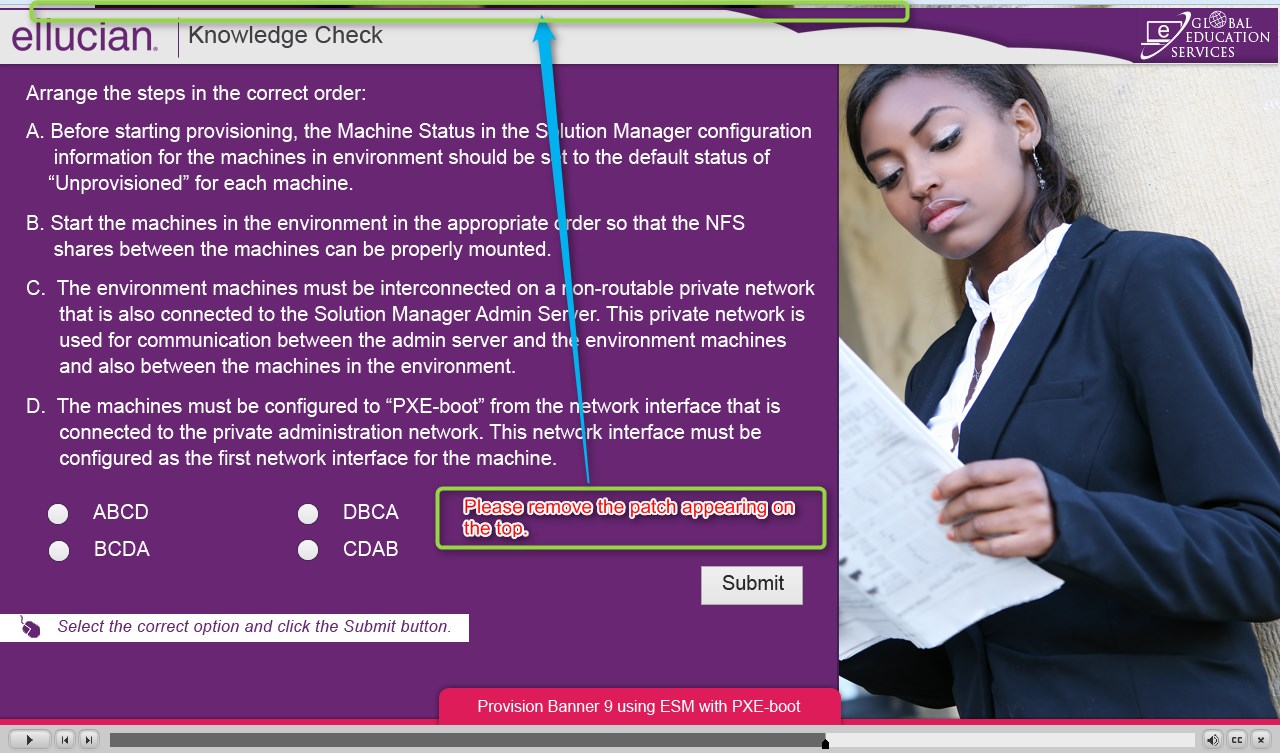 ellucian.
Knowledge Check
e
GLOBAL
EDUCATION
SERVICES
Arrange the steps in the correct order:
A. Before starting provisioning, the Machine Status in the Solution Manager configuration
information for the machines in environment should be set to the default status of
“Unprovisioned” for each machine.
B. Start the machines in the environment in the appropriate order so that the NFS
shares between the machines can be properly mounted.
C. The environment machines must be interconnected on a non-routable private network
that is also connected to the Solution Manager Admin Server. This private network is
used for communication between the admin server and the environment machines
and also between the machines in the environment.
D. The machines must be configured to “PXE-boot” from the network interface that is
connected to the private administration network. This network interface must be
configured as the first network interface for the machine.
ABCD
DBCA
BCDA
CDAB
Please remove the patch appearing on
the top.
Submit
Select the correct option and click the Submit button.
Provision Banner 9 using ESM with PXE-boot
CC